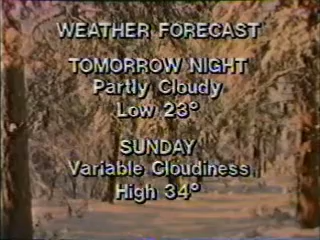 WEATHER FORECAST
TOMORROW NIGHT
Partly Cloudy
Low 23°
SUNDAY
Variable Cloudiness
High 34°